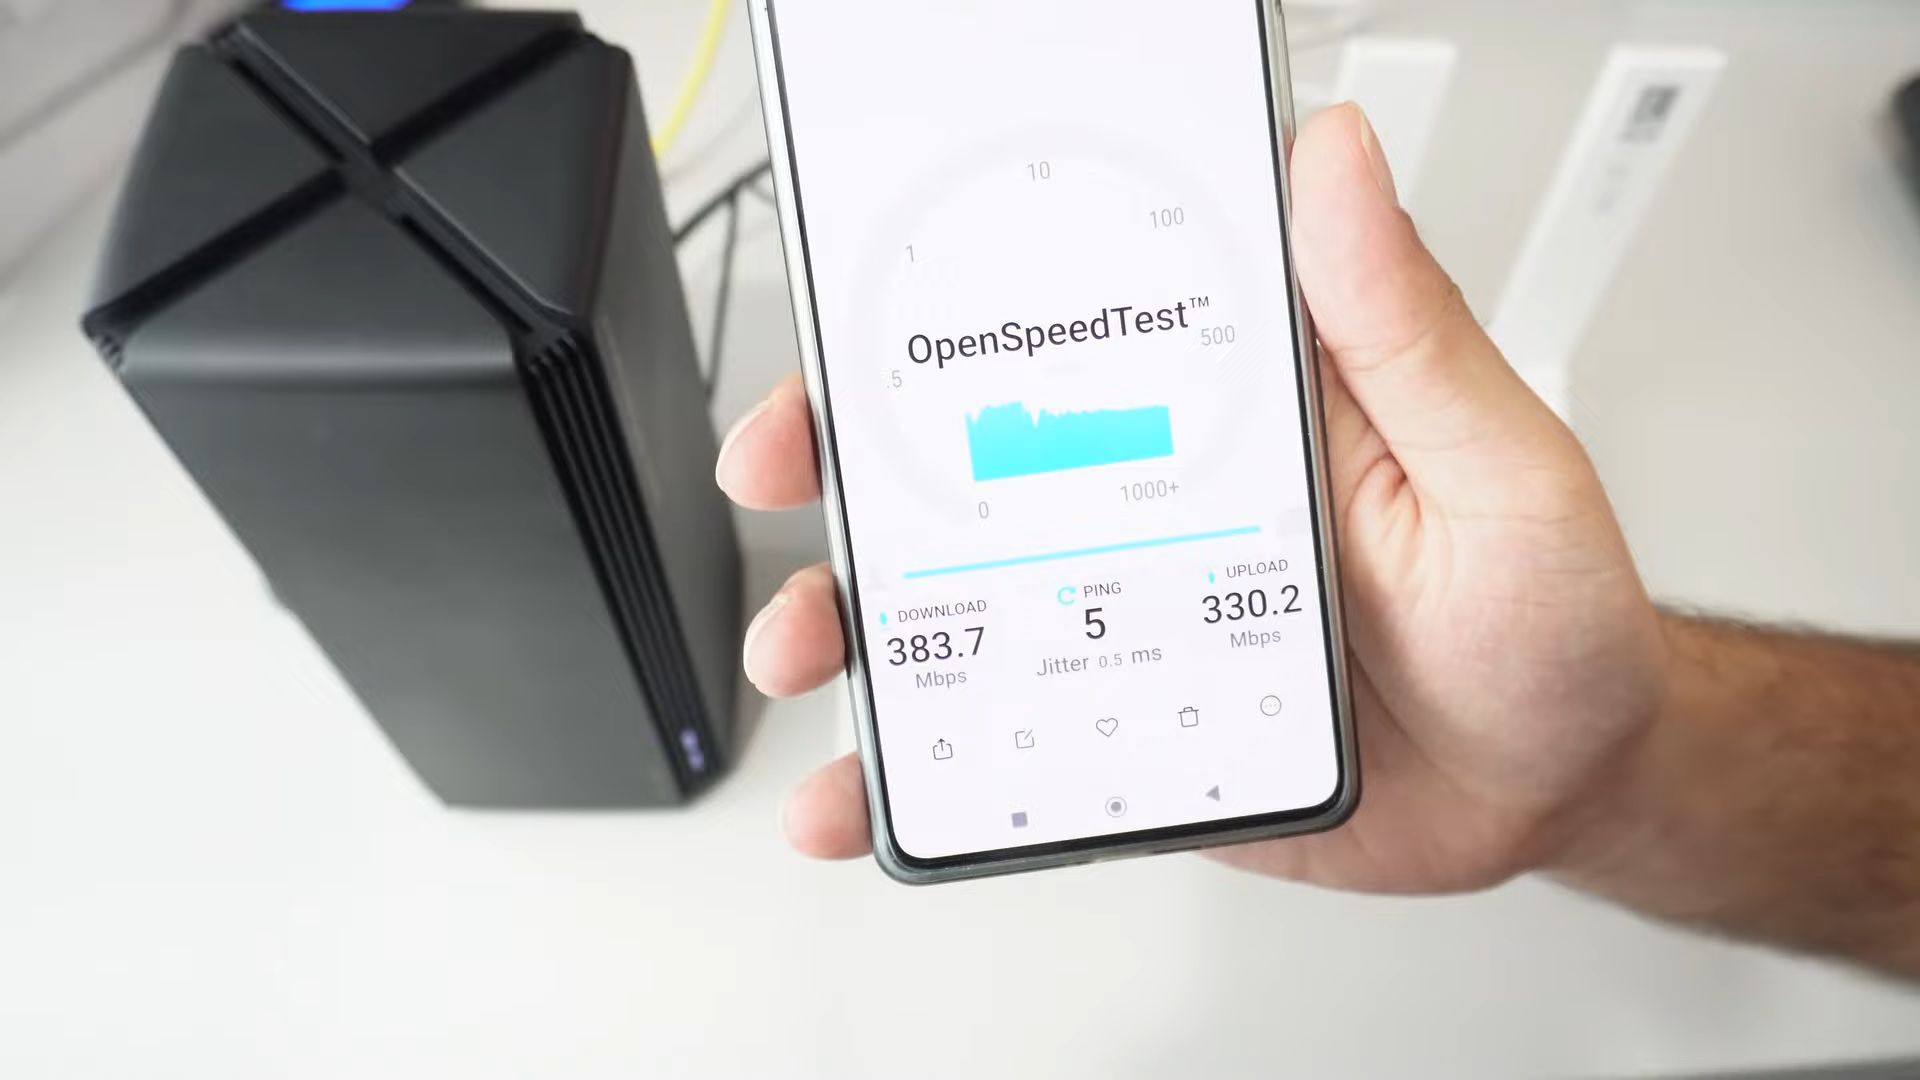 10
100
1
OpenSpeedTest™
500
.5
0
1000+
DOWNLOAD
383.7
Mbps
PING
5
Jitter 0.5 ms
UPLOAD
330.2
Mbps